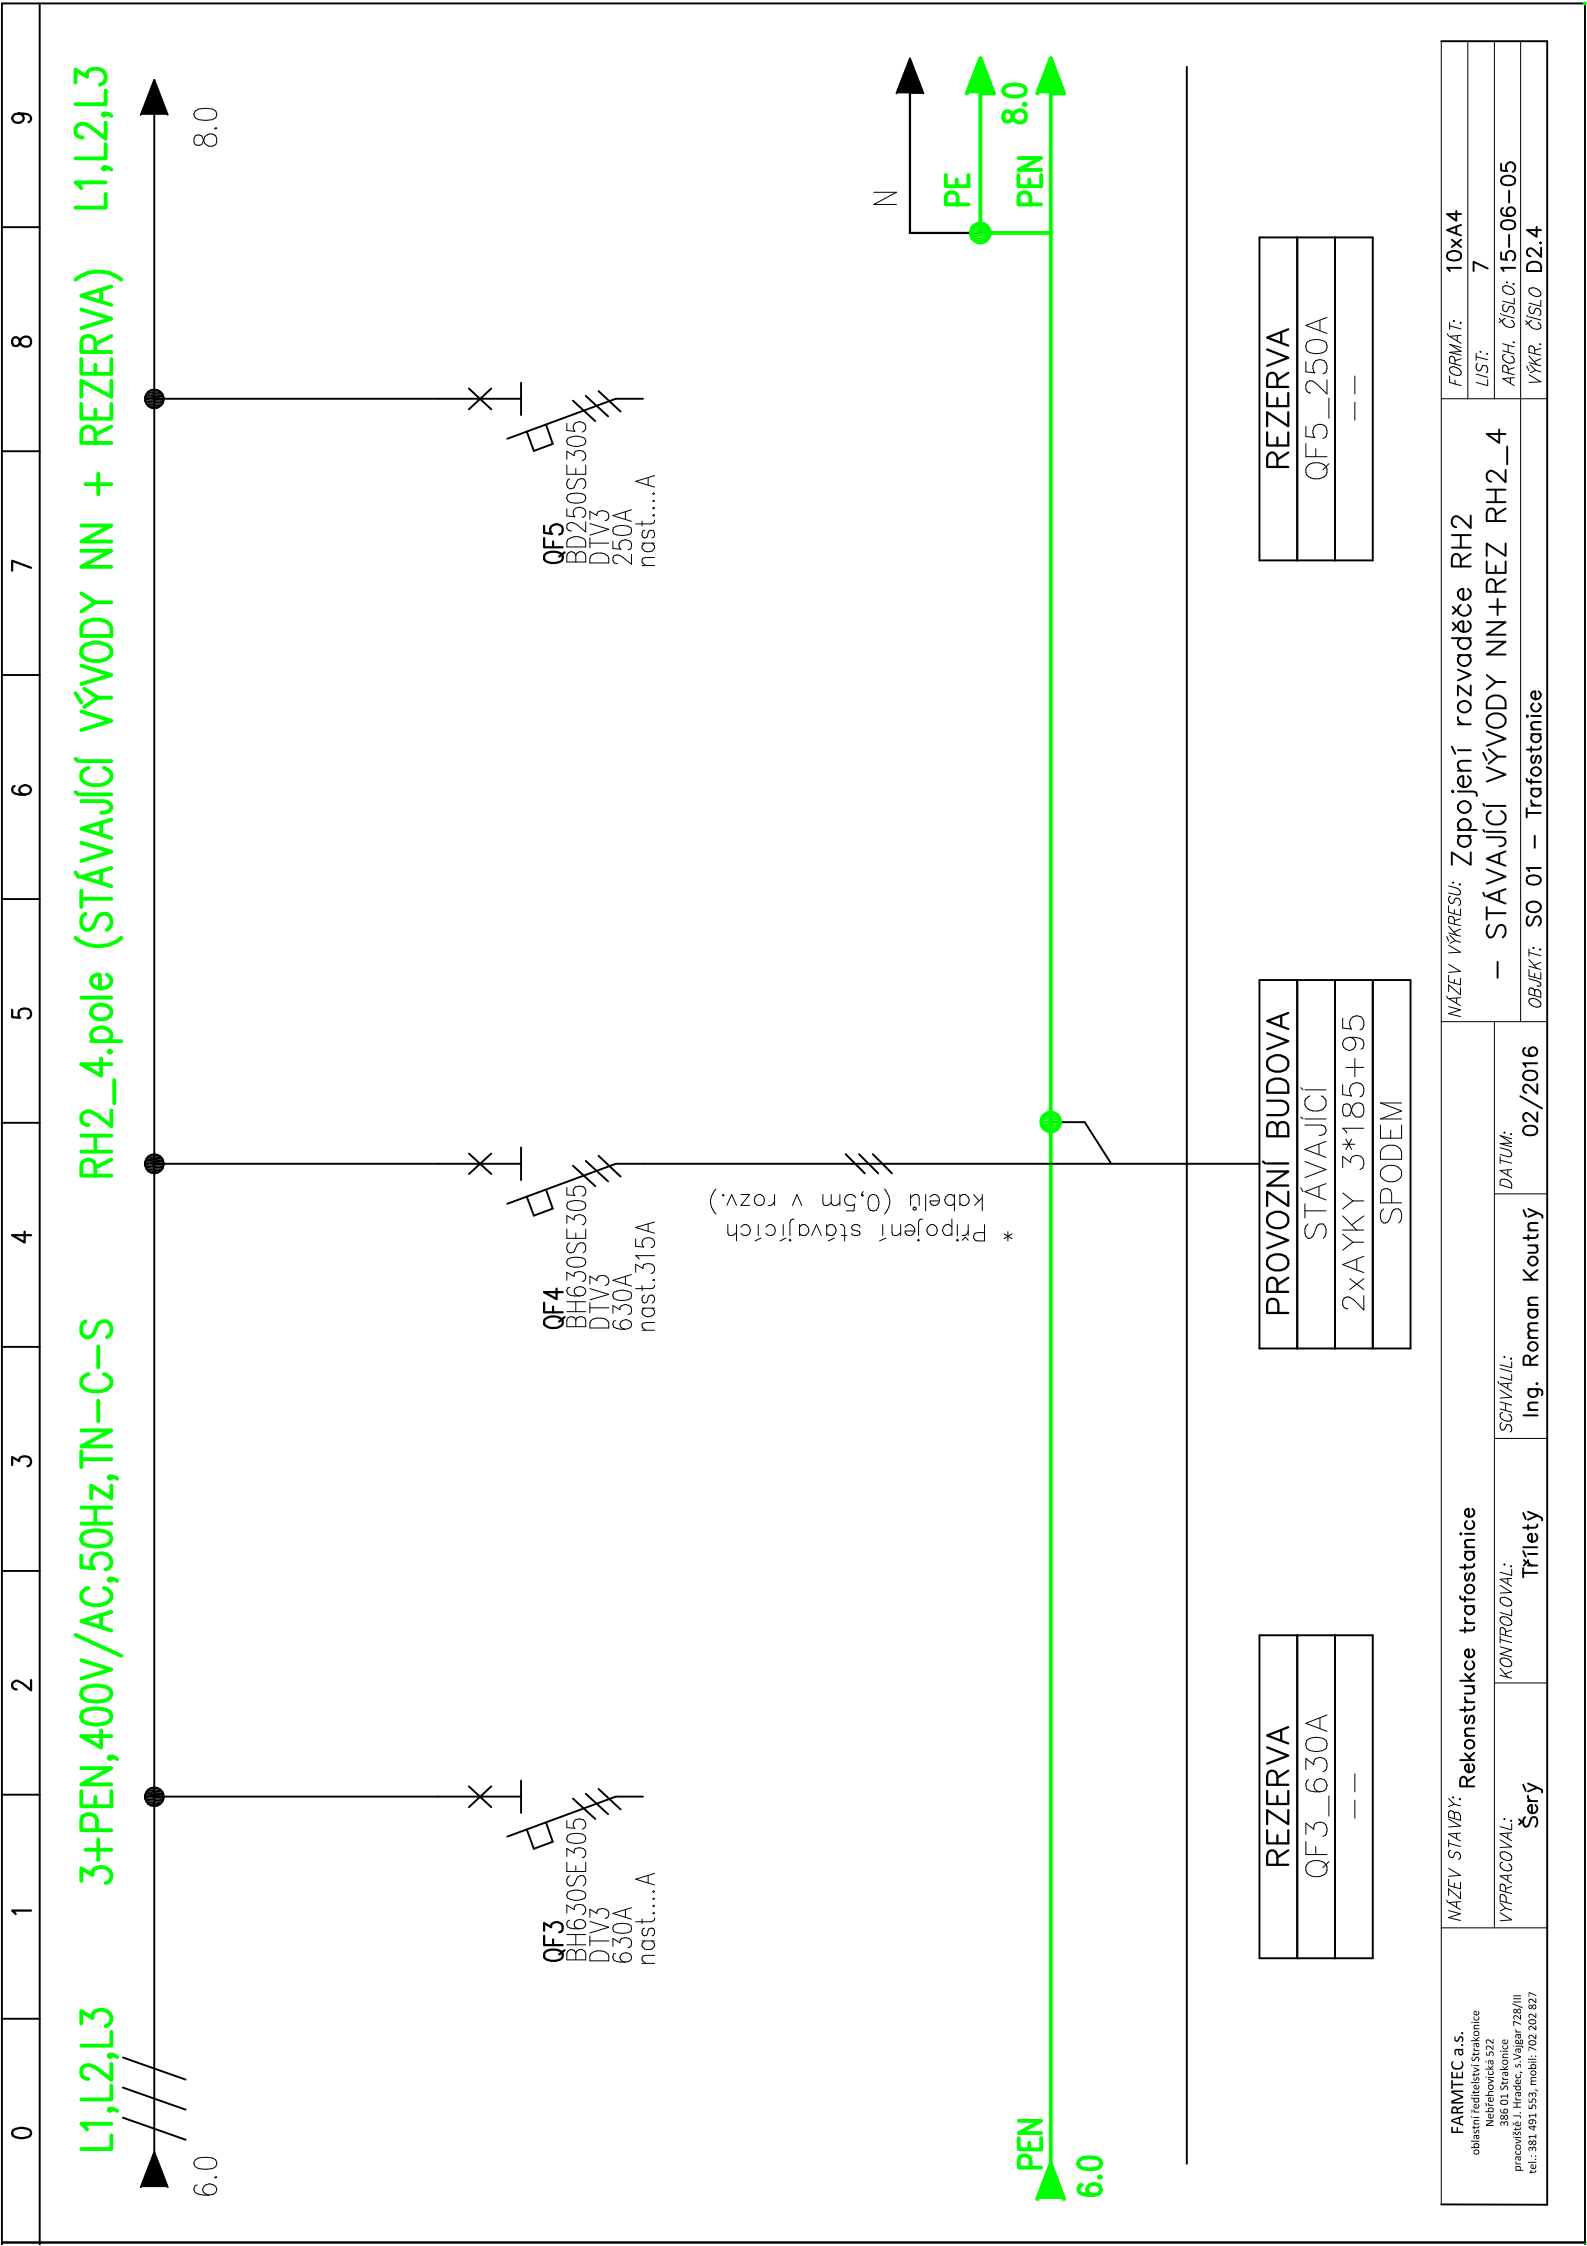 0 1 2 3 4 5 6 7 8 9
L1,L2,L3 3+PEN,400V/AC,50Hz,TN-C-S RH2_4.pole (STÁVAJÍCÍ VÝVODY NN + REZERVA) L1,L2,L3
6.0
8.0
QF3
BH630SE305
DTV3
630A
nast....A
QF4
BH630SE305
DTV3
630A
nast.315A
QF5
BD250SE305
DTV3
250A
nast....A
* Připojení stávajících
kabelů (0,5m v rozv.)
N
PE
8.0
PEN
PEN
6.0
REZERVA
QF3_630A
--
PROVOZNÍ BUDOVA
STÁVAJÍCÍ
2xAYKY 3*185+95
SPODEM
REZERVA
QF5_250A
--
FARMTEC a.s.
oblastní ředitelství Strakonice
Nebřehovická 522
386 01 Strakonice
pracoviště J. Hradec, s.Vajgar 728/III
tel.: 381 491 553, mobil: 702 202 827
NÁZEV STAVBY: Rekonstrukce trafostanice
VYPRACOVAL:
Šerý
KONTROLOVAL:
Tříletý
SCHVÁLIL:
Ing. Roman Koutný
DATUM:
02/2016
NÁZEV VÝKRESU: Zapojení rozvaděče RH2
- STÁVAJÍCÍ VÝVODY NN+REZ RH2_4
OBJEKT: SO 01 - Trafostanice
FORMÁT: 10xA4
LIST: 7
ARCH. ČÍSLO: 15-06-05
VÝKR. ČÍSLO D2.4